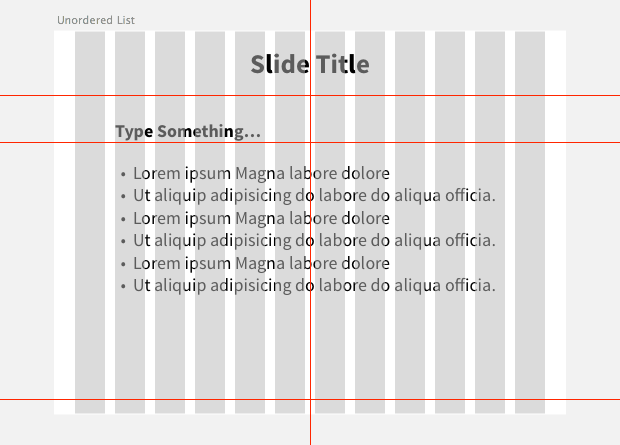 Unordered List
Slide Title
Type Something...
• Lorem ipsum Magna labore dolore
• Ut aliquip adipisicing do labore do aliqua officia.
• Lorem ipsum Magna labore dolore
• Ut aliquip adipisicing do labore do aliqua officia.
• Lorem ipsum Magna labore dolore
• Ut aliquip adipisicing do labore do aliqua officia.